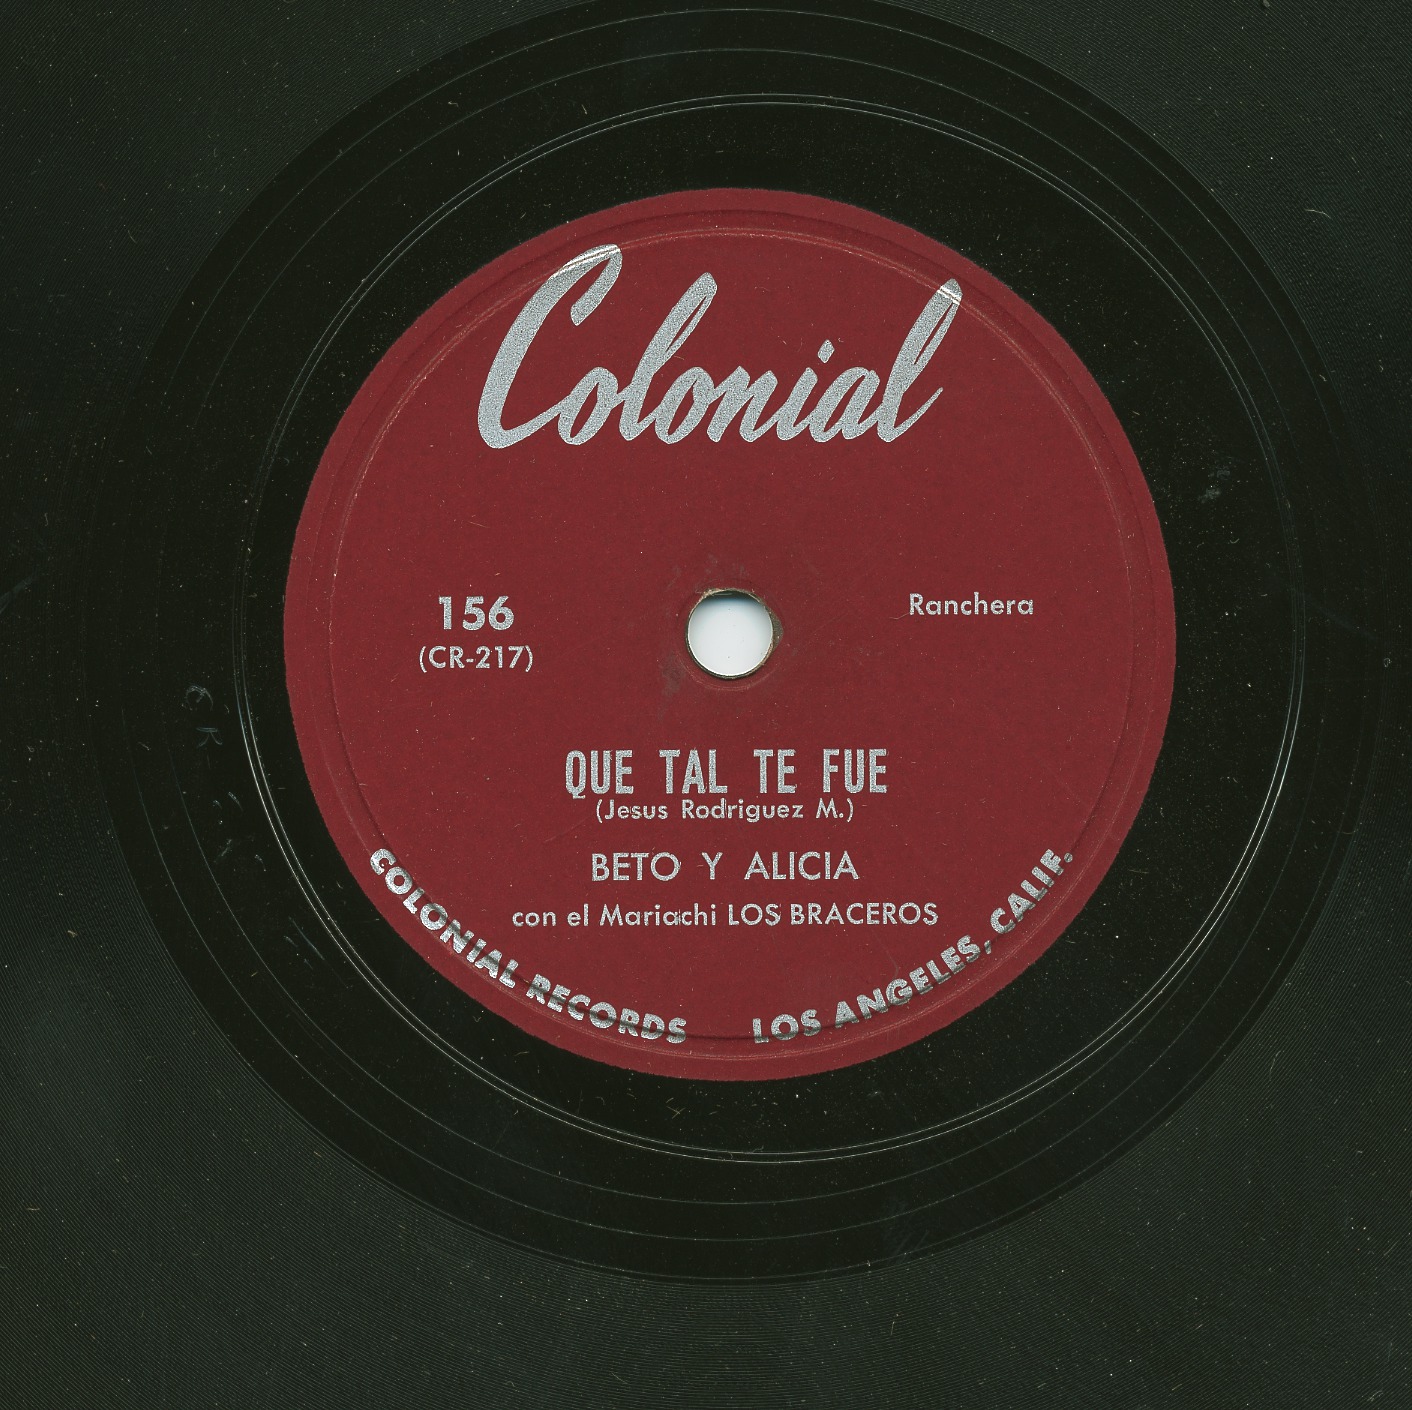 Colonial
156
(CR-217)
Ranchera
QUE TAL TE FUE
(Jesus Rodriguez M.)
BETO Y ALICIA
con el Mariachi LOS BRACEROS
COLONIAL RECORDS LOS ANGELES, CALIF.